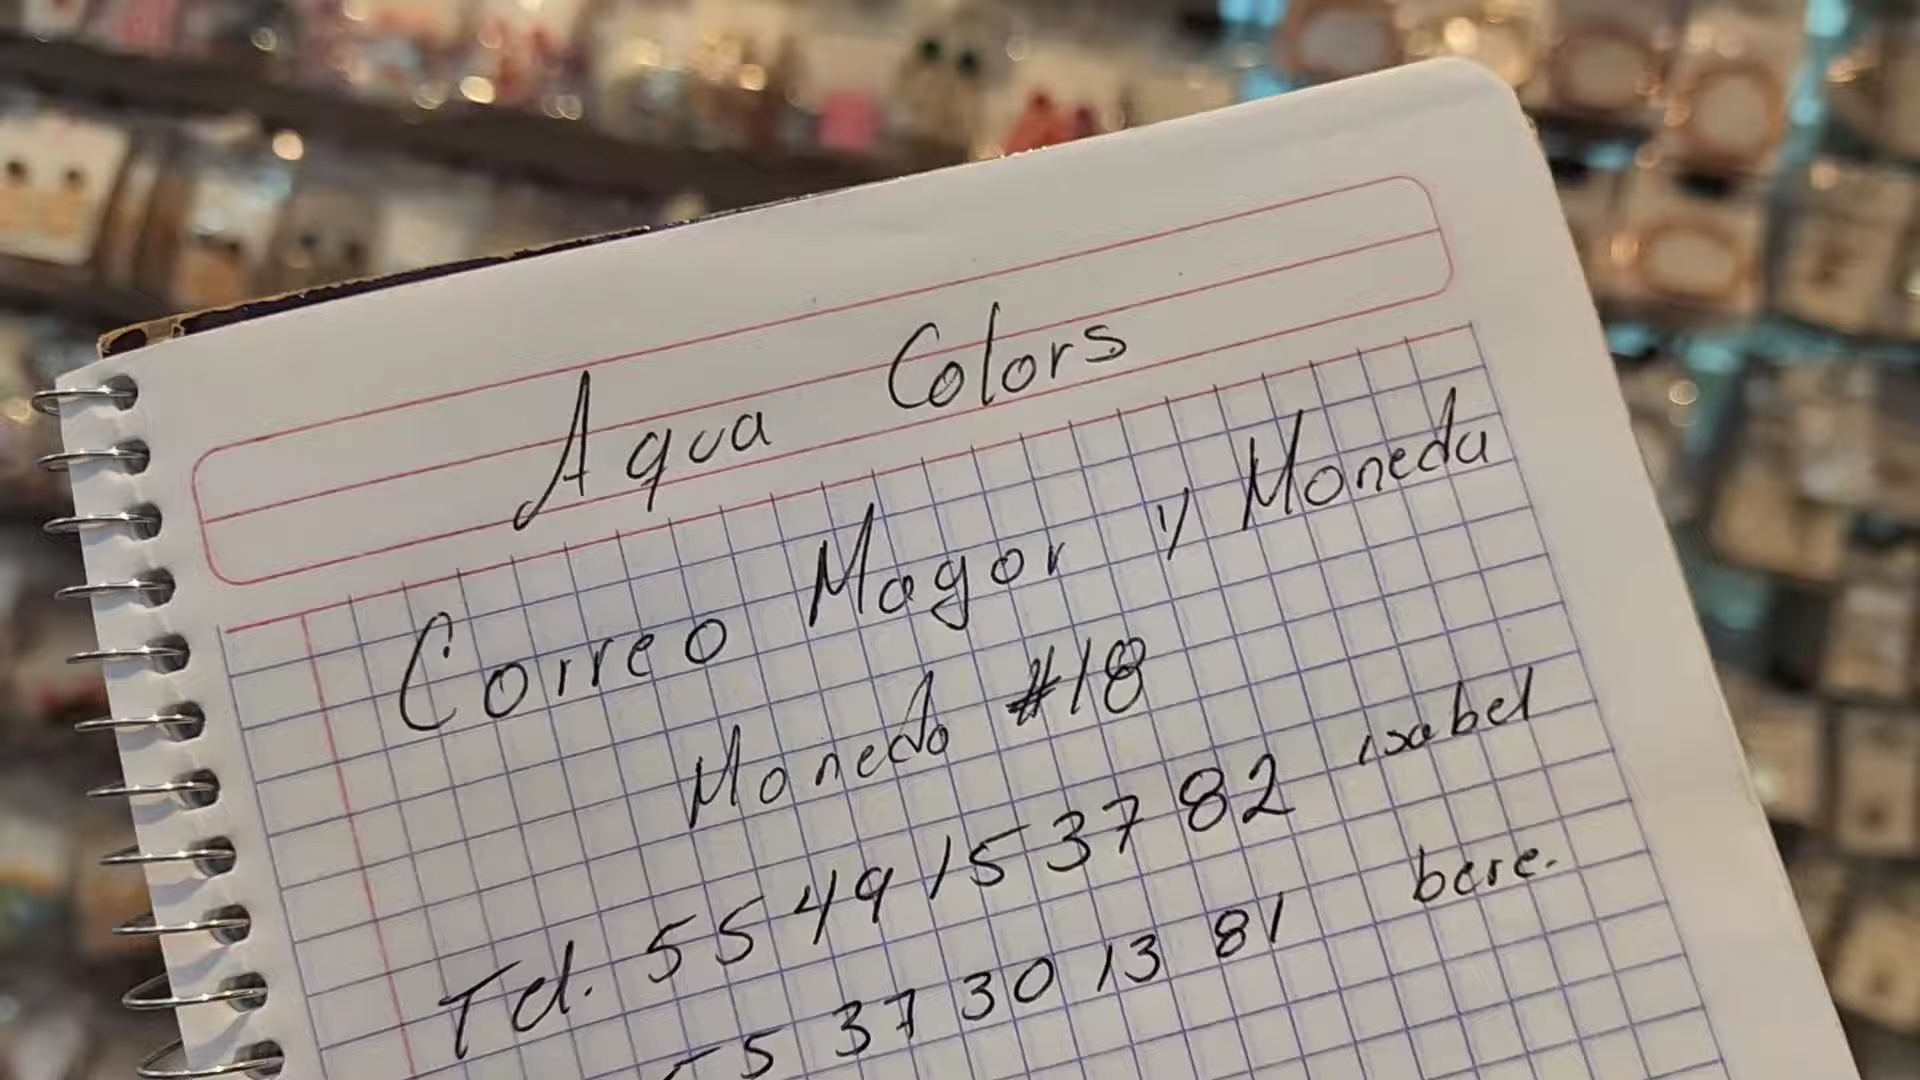 Aqua Colors
Correo Mayor y Moneda
Moneda #18
Tel. 55 49 15 37 82 isabel
55 37 30 13 81 bere.